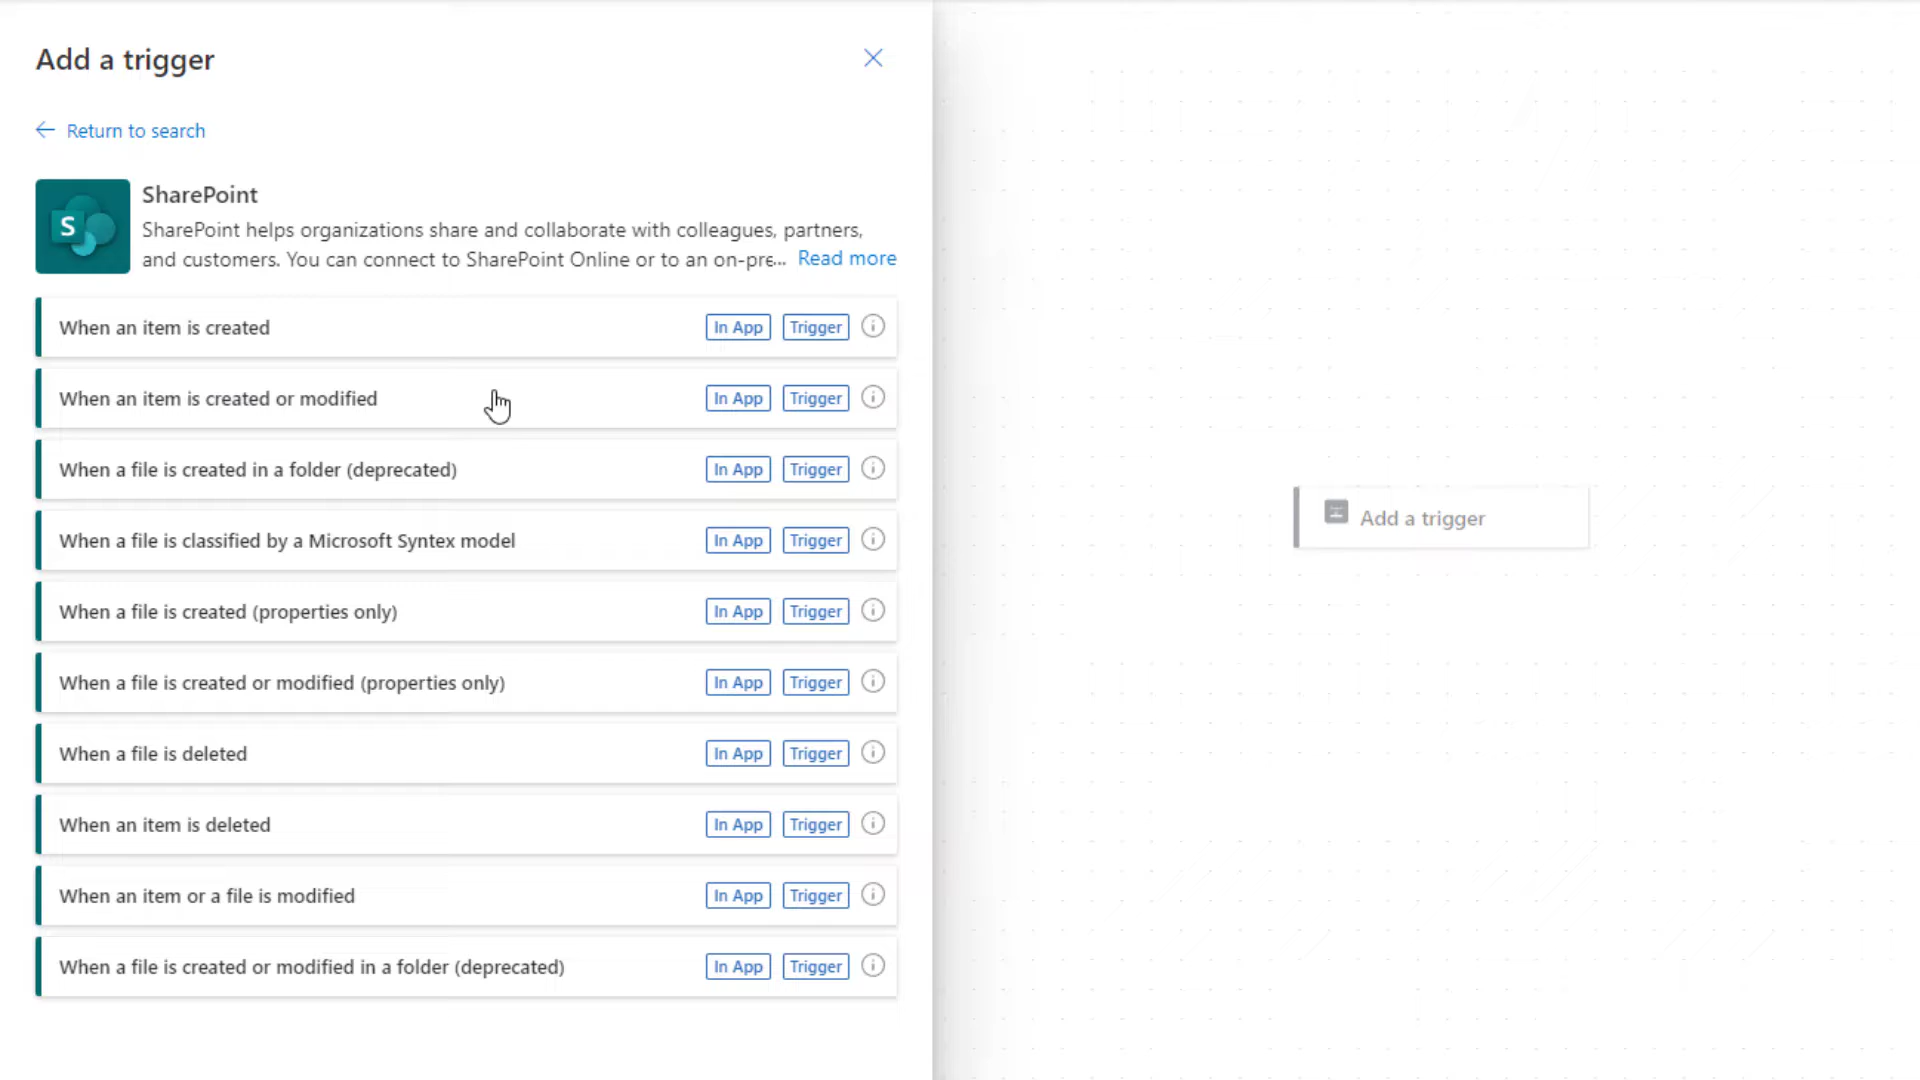 Add a trigger
Return to search
S
SharePoint
SharePoint helps organizations share and collaborate with colleagues, partners,
and customers. You can connect to SharePoint Online or to an on-pre... Read more
When an item is created In App Trigger
When an item is created or modified In App Trigger
When a file is created in a folder (deprecated) In App Trigger
When a file is classified by a Microsoft Syntex model In App Trigger
When a file is created (properties only) In App Trigger
When a file is created or modified (properties only) In App Trigger
When a file is deleted In App Trigger
When an item is deleted In App Trigger
When an item or a file is modified In App Trigger
When a file is created or modified in a folder (deprecated) In App Trigger
Add a trigger